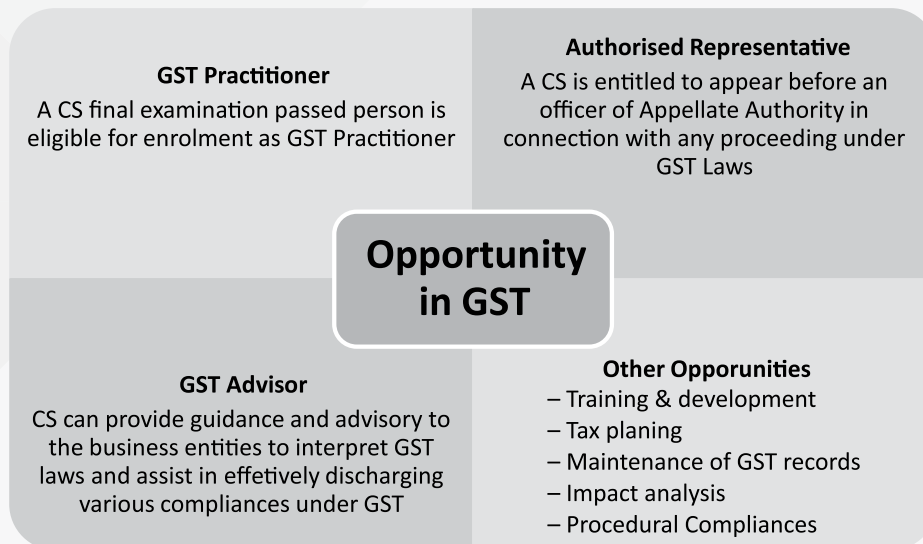 GST Practitioner
A CS final examination passed person is
eligible for enrolment as GST Practitioner
Authorised Representative
A CS is entitled to appear before an
officer of Appellate Authority in
connection with any proceeding under
GST Laws
Opportunity
in GST
GST Advisor
CS can provide guidance and advisory to
the business entities to interpret GST
laws and assist in effetively discharging
various compliances under GST
Other Opporunities
– Training & development
– Tax planing
– Maintenance of GST records
– Impact analysis
– Procedural Compliances